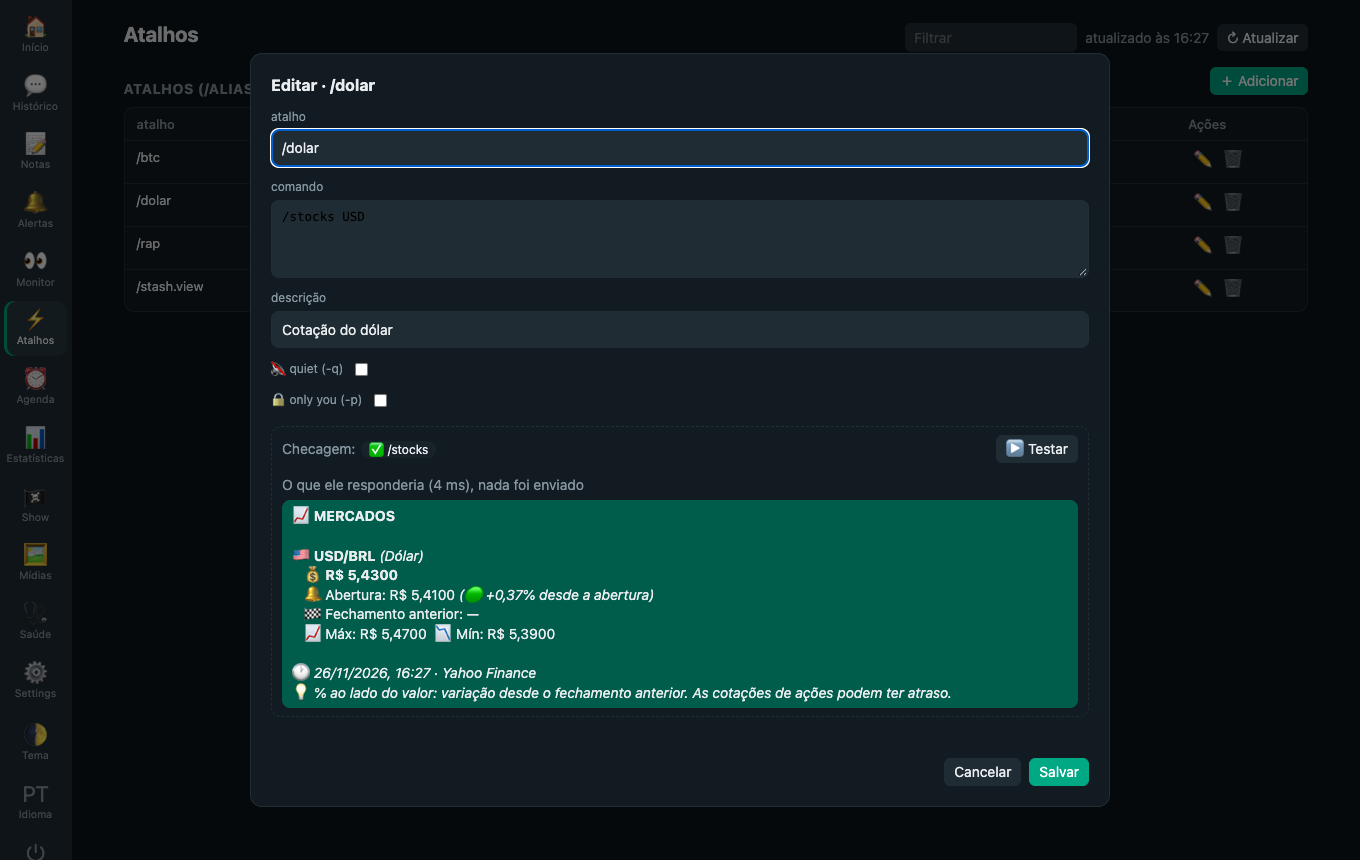 Início
Histórico
Notas
Alertas
Monitor
Atalhos
Agenda
Estatísticas
Show
Mídias
Saúde
Settings
Tema
PT
Idioma
Atalhos
Filtrar
atualizado às 16:27
↻ Atualizar
ATALHOS (/ALIAS
+ Adicionar
atalho
Ações
/btc
/dolar
/rap
/stash.view
Editar · /dolar
atalho
/dolar
comando
/stocks USD
descrição
Cotação do dólar
quiet (-q)
only you (-p)
Checagem: ✅ /stocks
▶️ Testar
O que ele responderia (4 ms), nada foi enviado
📈 MERCADOS
🇺🇸 USD/BRL (Dólar)
💰 R$ 5,4300
🔔 Abertura: R$ 5,4100 (🟢 +0,37% desde a abertura)
🏁 Fechamento anterior: —
📈 Máx: R$ 5,4700 📉 Mín: R$ 5,3900
🕐 26/11/2026, 16:27 · Yahoo Finance
💡 % ao lado do valor: variação desde o fechamento anterior. As cotações de ações podem ter atraso.
Cancelar
Salvar